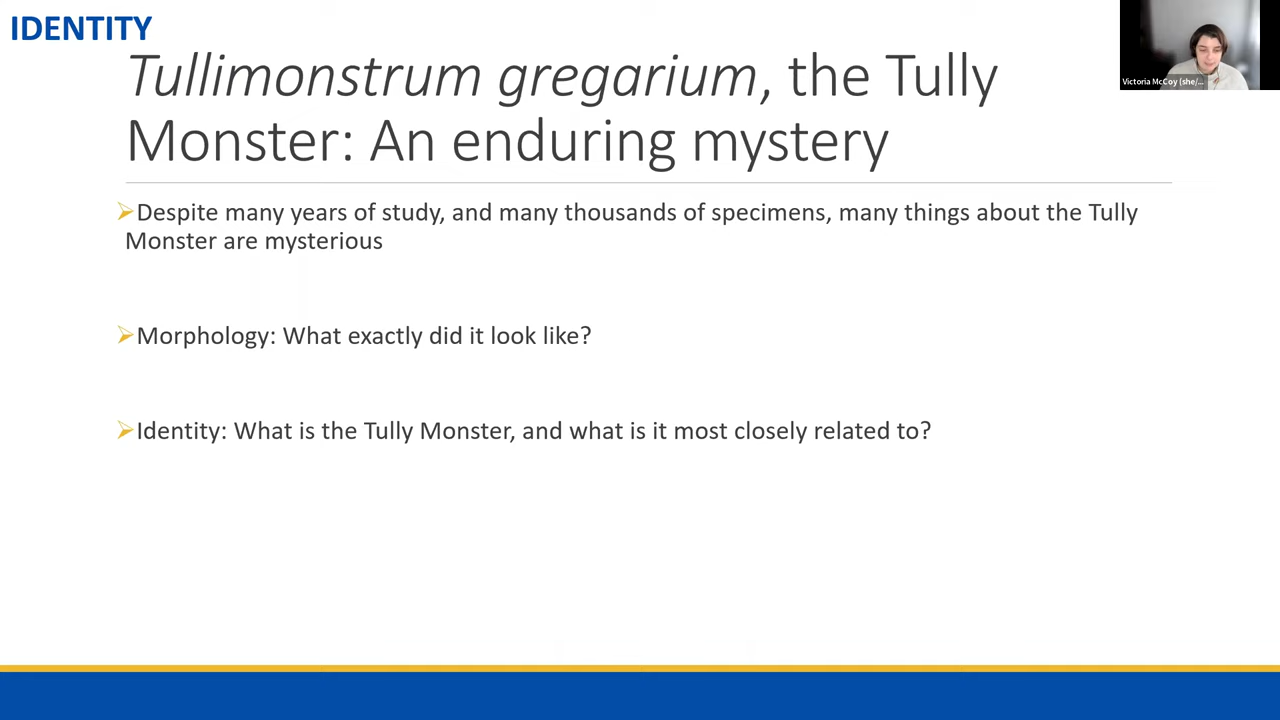 IDENTITY
Tullimonstrum gregarium, the Tully
Monster: An enduring mystery
Victoria McCoy (she/...
Despite many years of study, and many thousands of specimens, many things about the Tully
Monster are mysterious
Morphology: What exactly did it look like?
Identity: What is the Tully Monster, and what is it most closely related to?